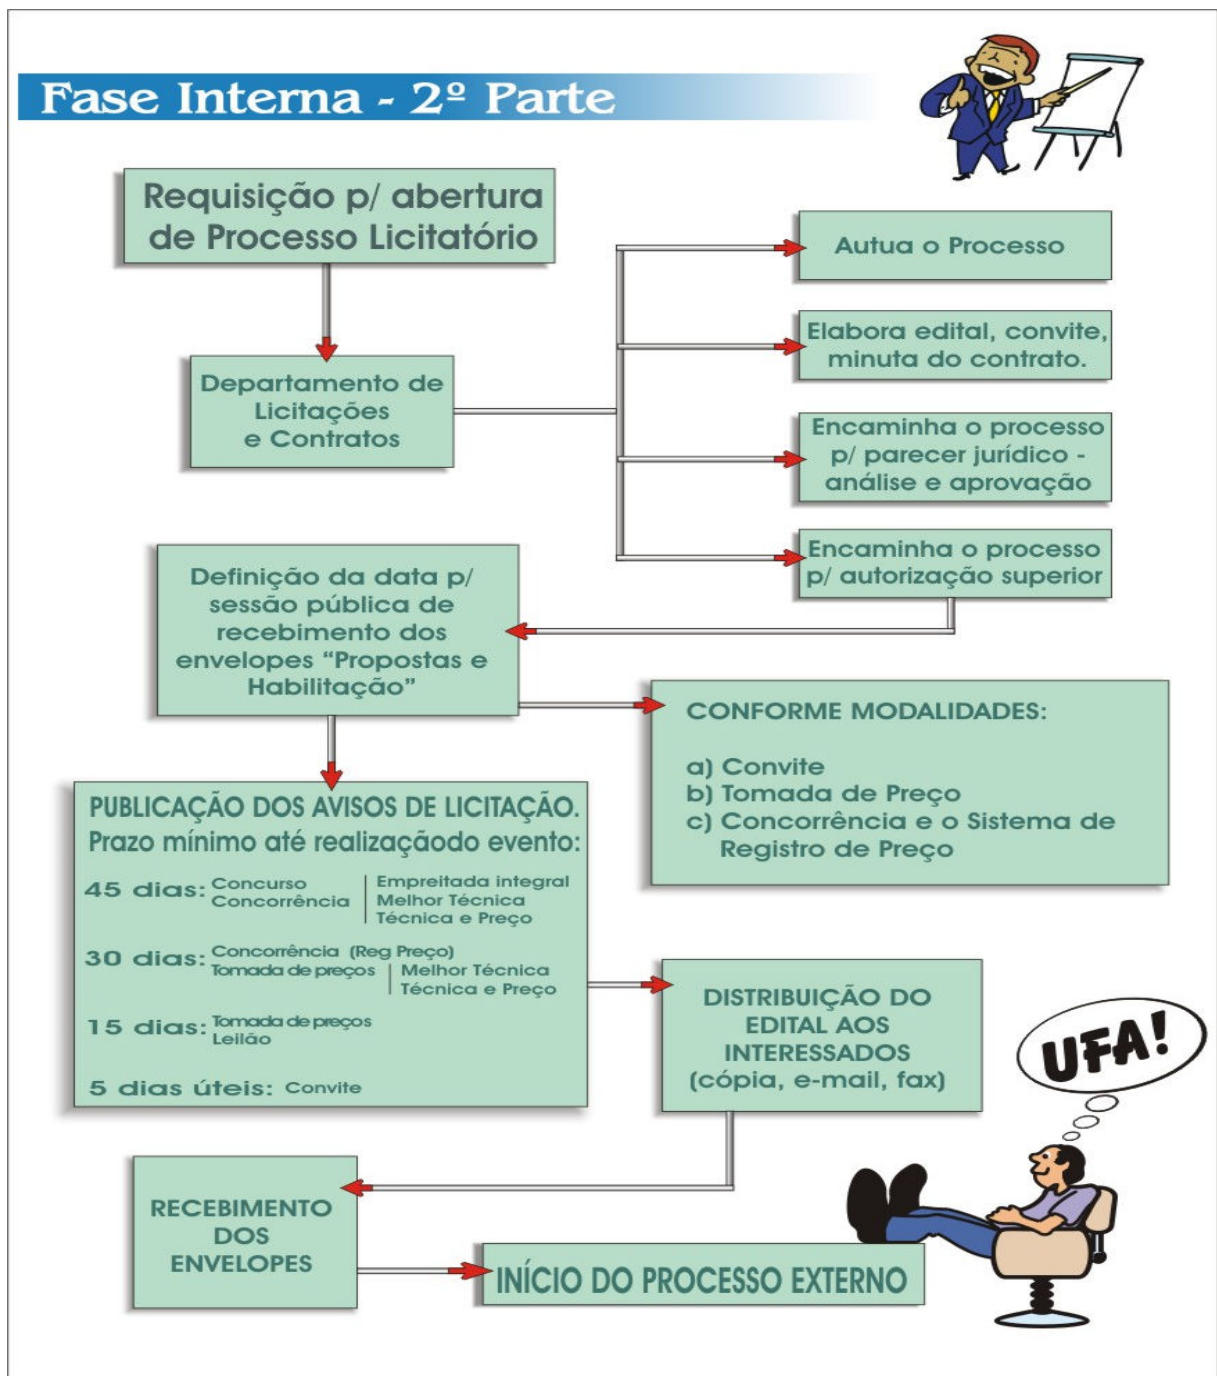 Fase Interna - 2º Parte
Requisição p/ abertura
de Processo Licitatório
Autua o Processo
Elabora edital, convite,
minuta do contrato.
Departamento de
Licitações
e Contratos
Encaminha o processo
p/ parecer jurídico -
análise e aprovação
Encaminha o processo
p/ autorização superior
Definição da data p/
sessão pública de
recebimento dos
envelopes “Propostas e
Habilitação”
CONFORME MODALIDADES:
a) Convite
b) Tomada de Preço
c) Concorrência e o Sistema de
Registro de Preço
PUBLICAÇÃO DOS AVISOS DE LICITAÇÃO.
Prazo mínimo até realizaçãodo evento:
45 dias: Concurso
Concorrência
Empreitada integral
Melhor Técnica
Técnica e Preço
30 dias: Concorrência (Reg Preço)
Tomada de preços
Melhor Técnica
Técnica e Preço
15 dias: Tomada de preços
Leilão
5 dias úteis: Convite
DISTRIBUIÇÃO DO
EDITAL AOS
INTERESSADOS
(cópia, e-mail, fax)
UFA!
RECEBIMENTO
DOS
ENVELOPES
INÍCIO DO PROCESSO EXTERNO